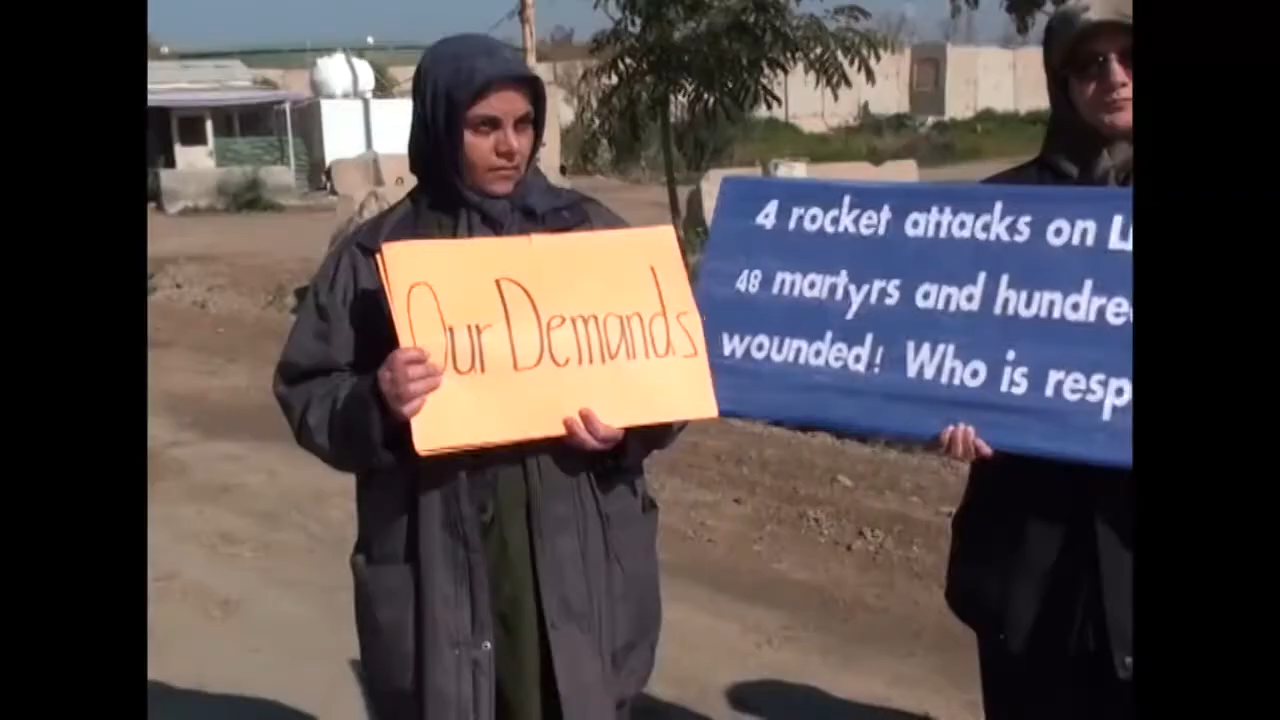 Our Demands
4 rocket attacks on
48 martyrs and
wounded! Who is